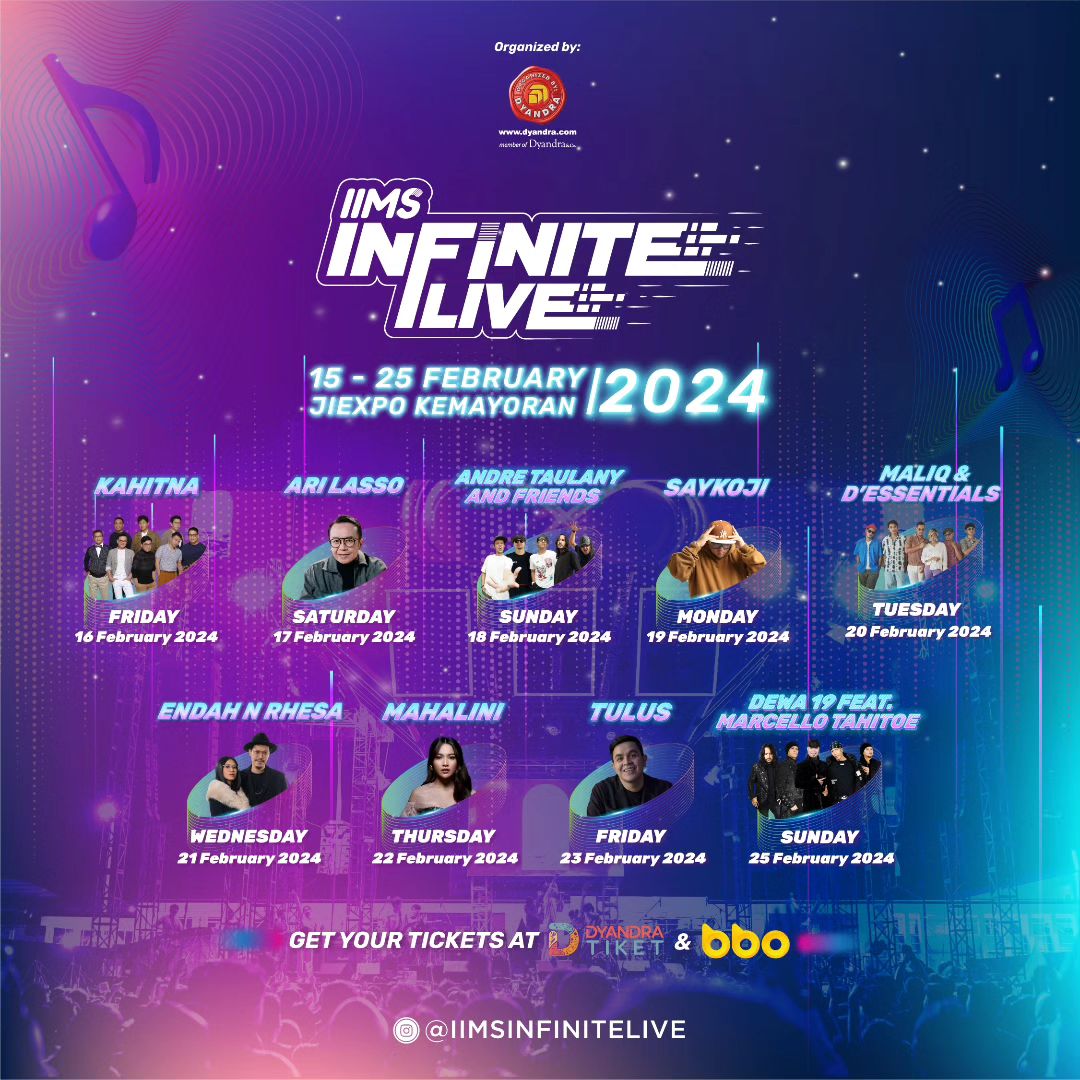 Organized by:
RECOGNIZED BY:
DYANDRA
www.dyandra.com
member of Dyandra & Co.
IIMS
INFINITE
LIVE
15 - 25 FEBRUARY
JIEXPO KEMAYORAN
2024
KAHITNA
FRIDAY
16 February 2024
ARI LASSO
SATURDAY
17 February 2024
ANDRE TAULANY
AND FRIENDS
SUNDAY
18 February 2024
SAYKOJI
MONDAY
19 February 2024
MALIQ &
D'ESSENTIALS
TUESDAY
20 February 2024
ENDAH N RHESA
WEDNESDAY
21 February 2024
MAHALINI
THURSDAY
22 February 2024
TULUS
FRIDAY
23 February 2024
DEWA 19 FEAT.
MARCELLO TAHITOE
SUNDAY
25 February 2024
GET YOUR TICKETS AT DYANDRA TIKET & bbo
@IIMSINFINITELIVE